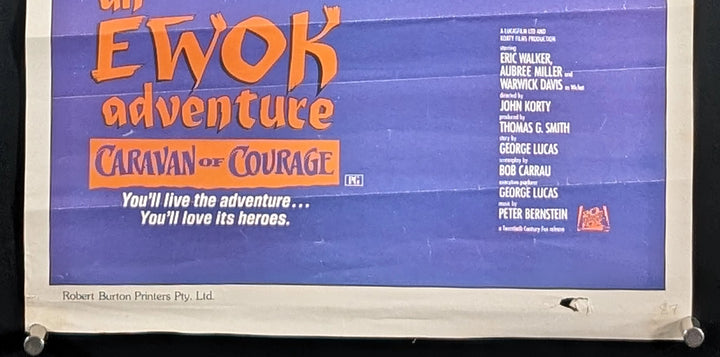 an
EWOK
adventure
CARAVAN OF COURAGE
PG
You'll live the adventure...
You'll love its heroes.
A LUCASFILM LTD AND
KORTY FILMS PRODUCTION
starring
ERIC WALKER,
AUBREE MILLER and
WARWICK DAVIS as Wicket
directed by
JOHN KORTY
produced by
THOMAS G. SMITH
story by
GEORGE LUCAS
screenplay by
BOB CARRAU
executive producer
GEORGE LUCAS
music by
PETER BERNSTEIN
a Twentieth Century Fox release
Robert Burton Printers Pty. Ltd.